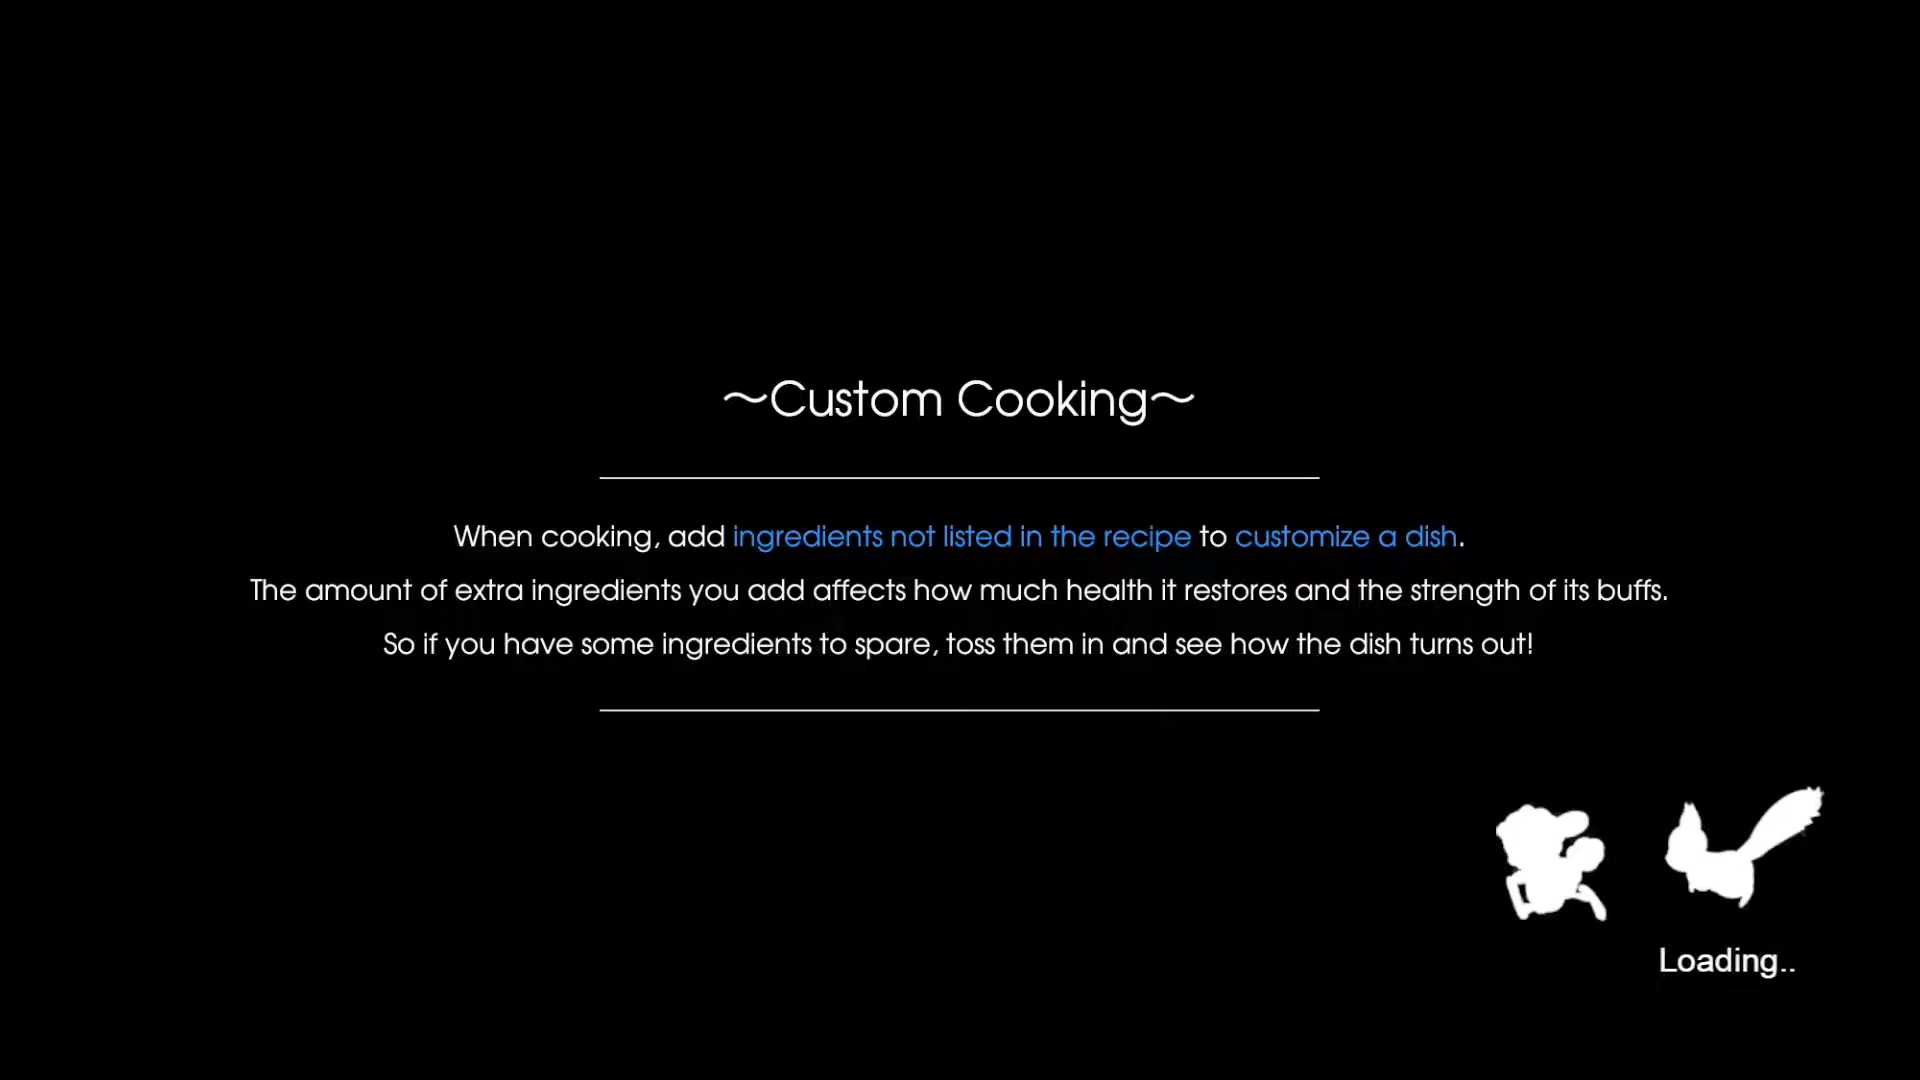 ～Custom Cooking～
When cooking, add ingredients not listed in the recipe to customize a dish.
The amount of extra ingredients you add affects how much health it restores and the strength of its buffs.
So if you have some ingredients to spare, toss them in and see how the dish turns out!
Loading..